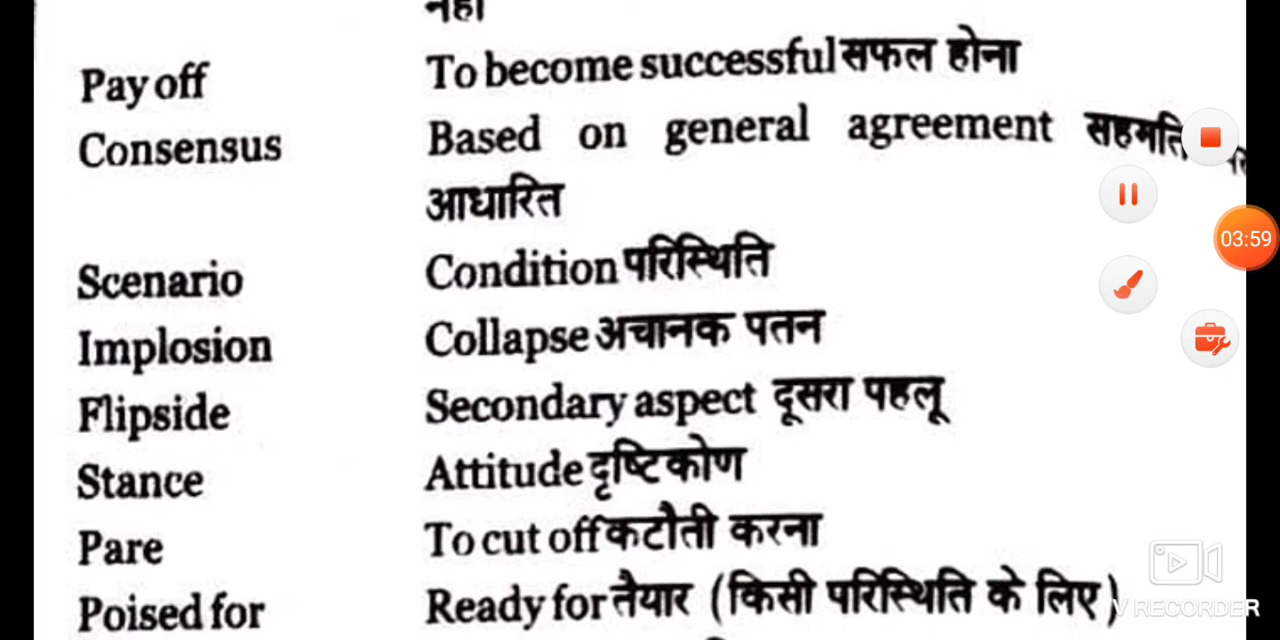 नहीं
Pay off To become successful सफल होना
Consensus Based on general agreement सहमति
आधारित
Scenario Condition परिस्थिति
Implosion Collapse अचानक पतन
Flipside Secondary aspect दूसरा पहलू
Stance Attitude दृष्टिकोण
Pare To cut off कटौती करना
Poised for Ready for तैयार (किसी परिस्थिति के लिए)
03:59
V RECORDER